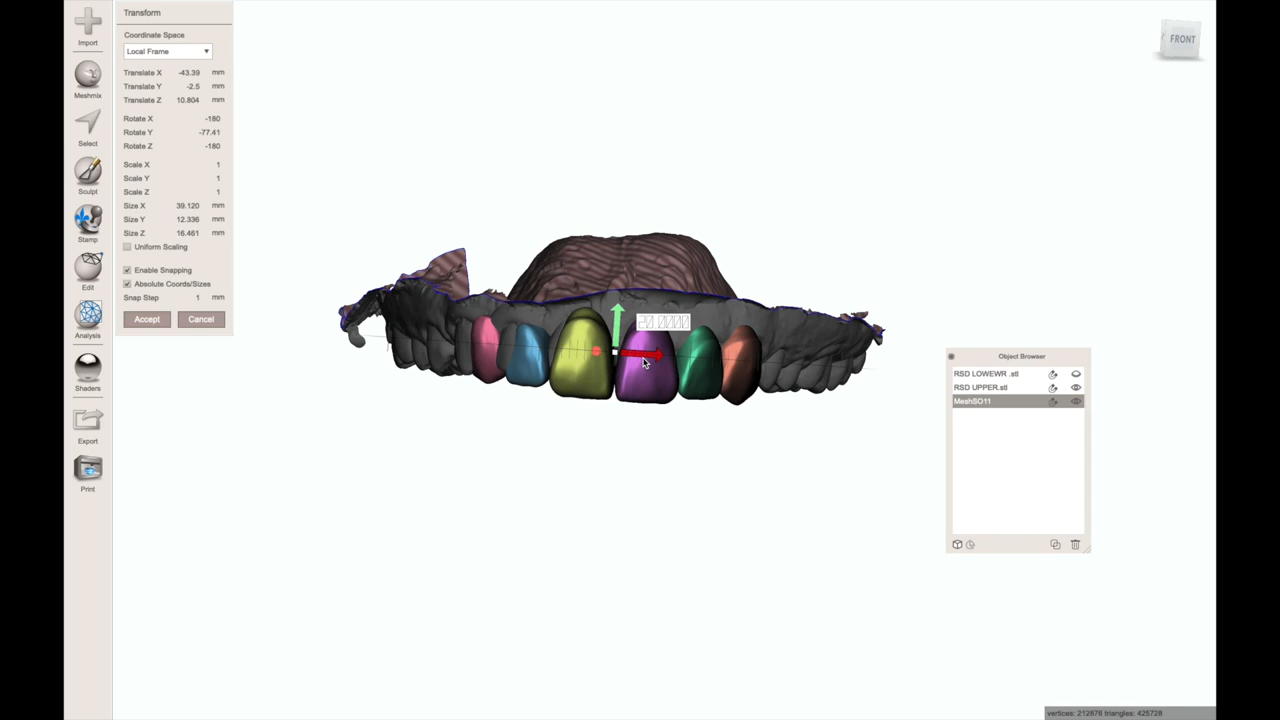 Import
Meshmix
Select
Sculpt
Stamp
Edit
Analysis
Shaders
Export
Print
Transform
Coordinate Space
Local Frame
Translate X -43.39 mm
Translate Y -2.5 mm
Translate Z 10.804 mm
Rotate X -180
Rotate Y -77.41
Rotate Z -180
Scale X 1
Scale Y 1
Scale Z 1
Size X 39.120 mm
Size Y 12.336 mm
Size Z 16.461 mm
Uniform Scaling
Enable Snapping
Absolute Coords/Sizes
Snap Step 1 mm
Accept Cancel
20.0000
FRONT
Object Browser
RSD LOWEWR .stl
RSD UPPER.stl
MeshSO11
vertices: 212876 triangles: 425728